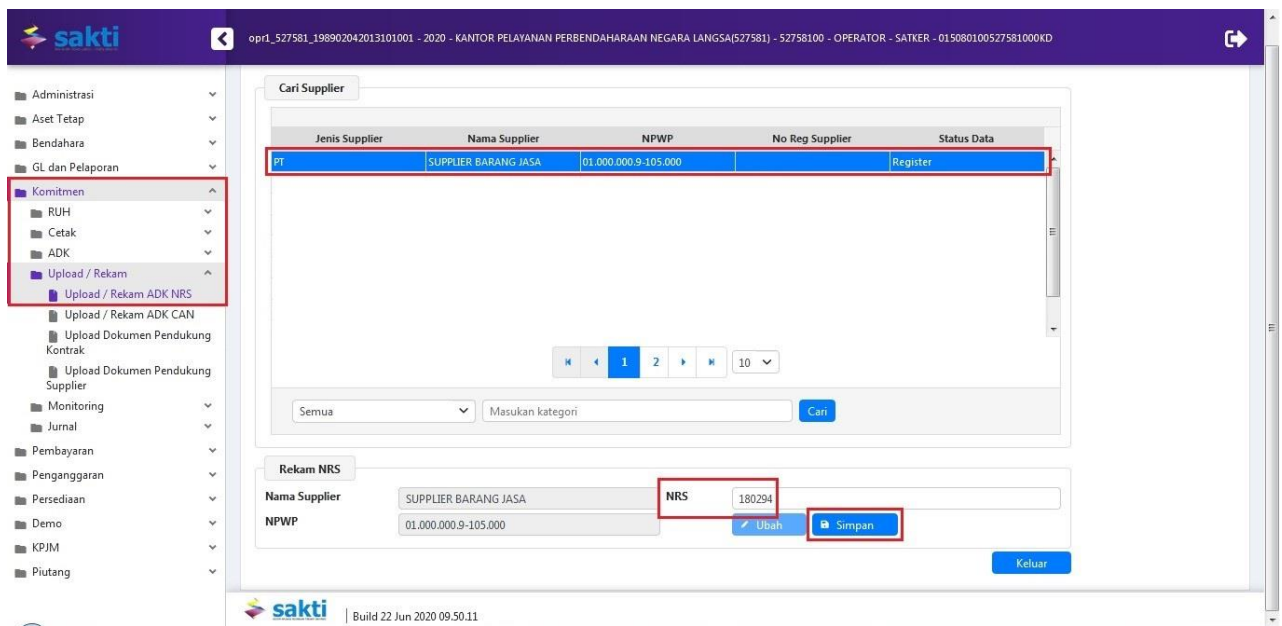 sakti
opr1_527581_198902042013101001 - 2020 - KANTOR PELAYANAN PERBENDAHARAAN NEGARA LANGSA(527581) - 52758100 - OPERATOR - SATKER - 015080100527581000KD
Administrasi
Aset Tetap
Bendahara
GL dan Pelaporan
Komitmen
RUH
Cetak
ADK
Upload / Rekam
Upload / Rekam ADK NRS
Upload / Rekam ADK CAN
Upload Dokumen Pendukung
Kontrak
Upload Dokumen Pendukung
Supplier
Monitoring
Jurnal
Pembayaran
Penganggaran
Persediaan
Demo
KPJM
Piutang
Cari Supplier
Jenis Supplier Nama Supplier NPWP No Reg Supplier Status Data
PT SUPPLIER BARANG JASA 01.000.000.9-105.000 Register
1 2 10
Semua Masukan kategori Cari
Rekam NRS
Nama Supplier SUPPLIER BARANG JASA NRS 180294
NPWP 01.000.000.9-105.000 Ubah Simpan
Keluar
sakti | Build 22 Jun 2020 09.50.11